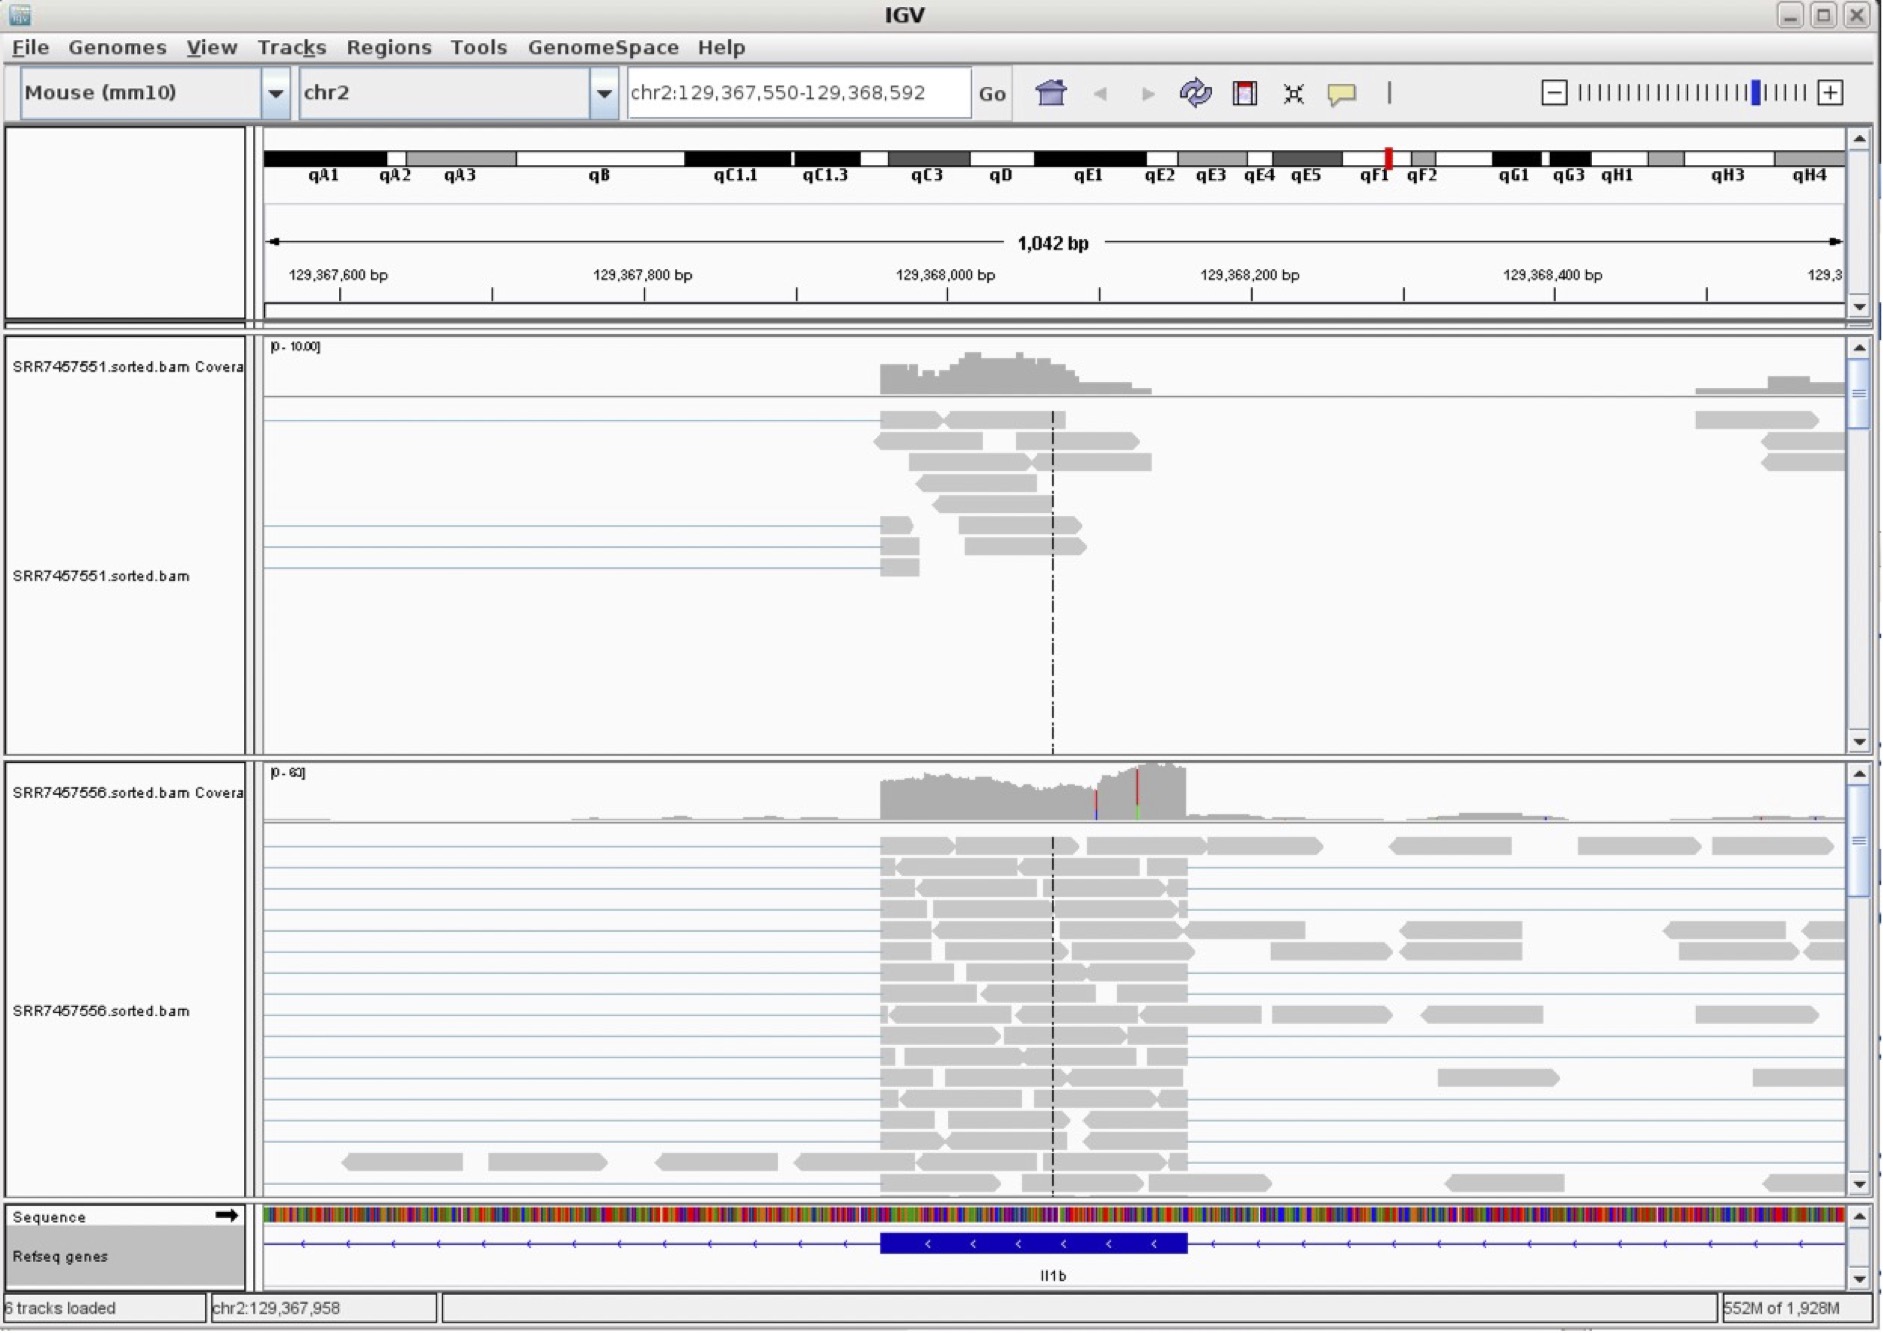 IGV
File Genomes View Tracks Regions Tools GenomeSpace Help
Mouse (mm10) chr2 chr2:129,367,550-129,368,592 Go
qA1 qA2 qA3 qB qC1.1 qC1.3 qC3 qD qE1 qE2 qE3 qE4 qE5 qF1 qF2 qG1 qG3 qH1 qH3 qH4
1,042 bp
129,367,600 bp 129,367,800 bp 129,368,000 bp 129,368,200 bp 129,368,400 bp 129,3
[0 - 10.00]
SRR7457551.sorted.bam Covera
SRR7457551.sorted.bam
[0 - 60]
SRR7457556.sorted.bam Covera
SRR7457556.sorted.bam
Sequence
Refseq genes
Il1b
6 tracks loaded chr2:129,367,958 552M of 1,928M